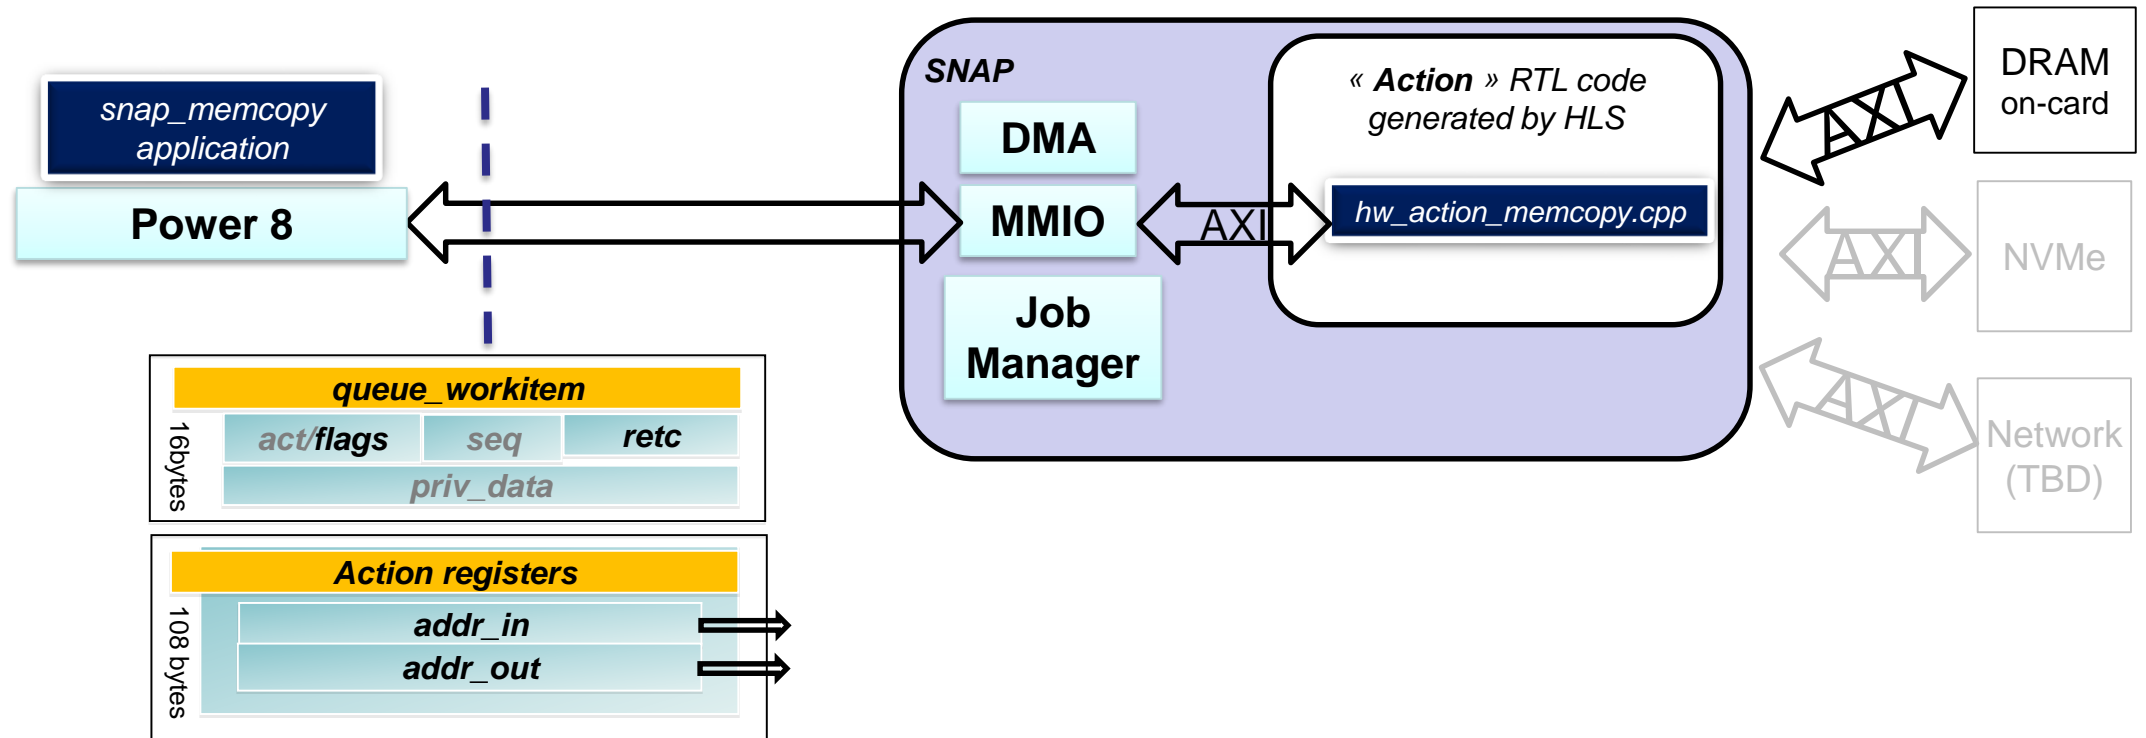 snap_memcopy
application
Power 8
SNAP
DMA
MMIO
Job
Manager
AXI
« Action » RTL code
generated by HLS
hw_action_memcopy.cpp
AXI
DRAM
on-card
AXI
NVMe
AXI
Network
(TBD)
queue_workitem
16bytes
act/flags
seq
retc
priv_data
Action registers
108 bytes
addr_in
addr_out